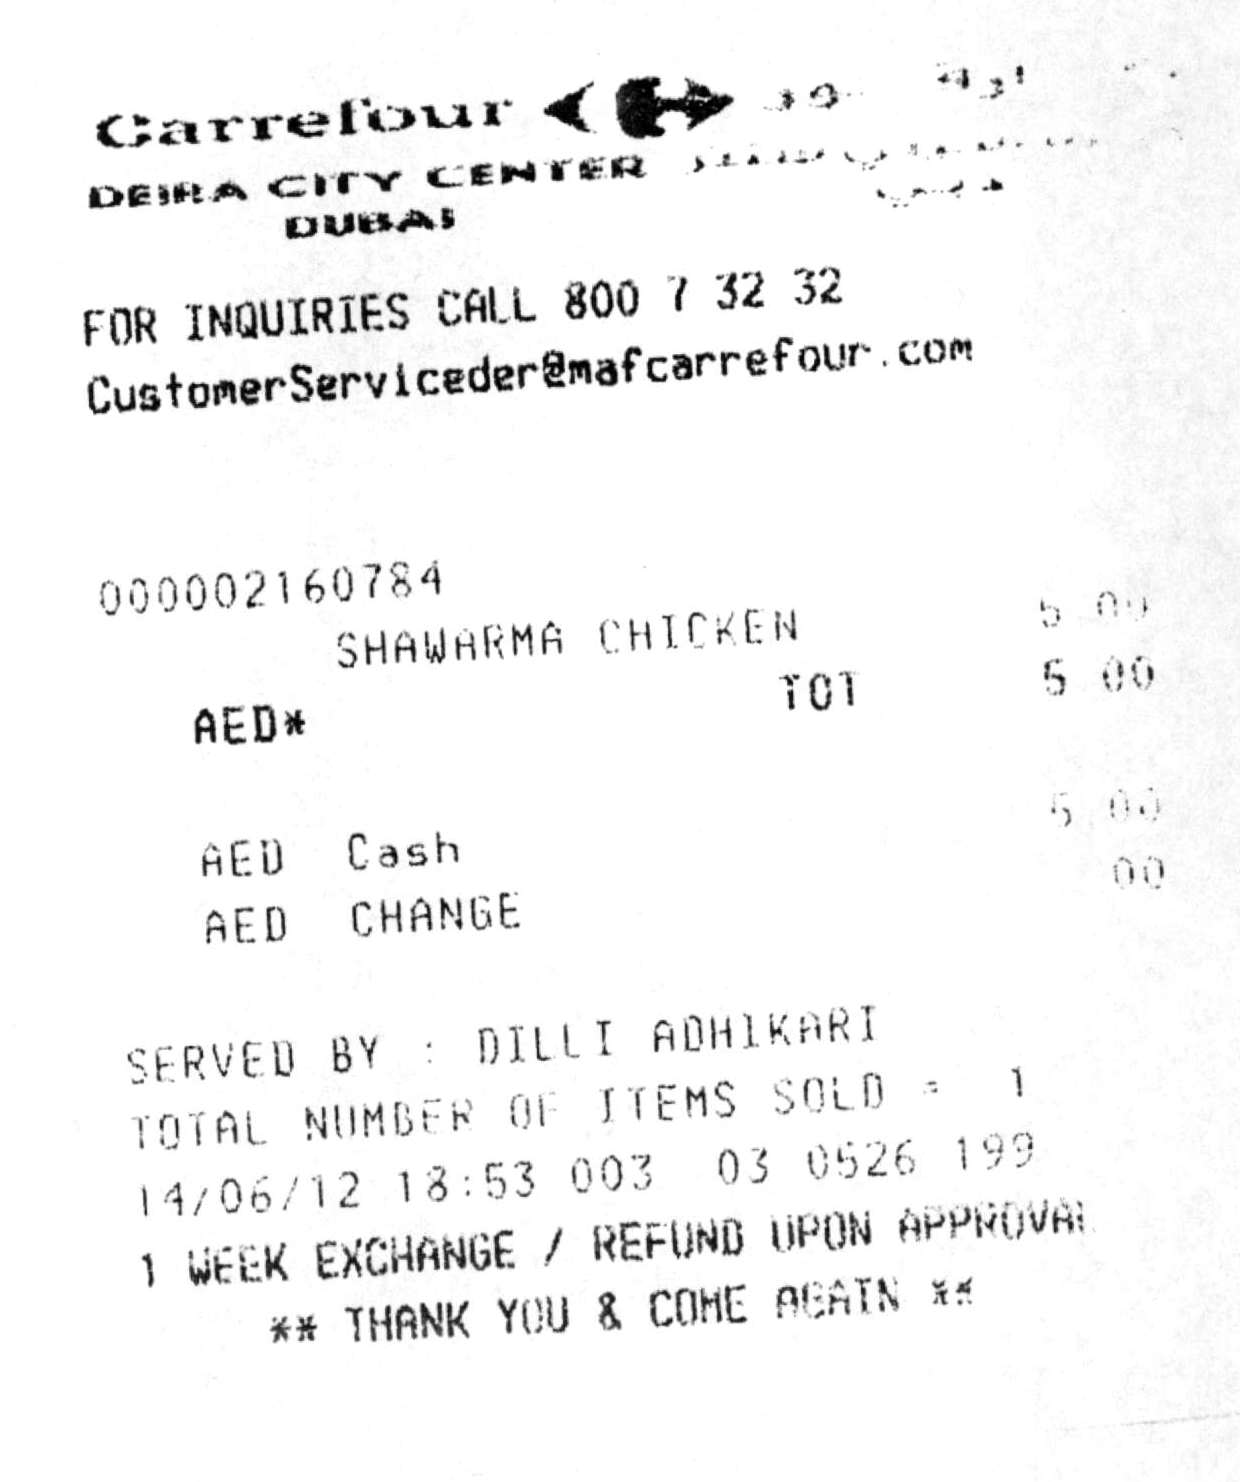 Carrefour
DEIRA CITY CENTER
DUBAI
FOR INQUIRIES CALL 800 7 32 32
CustomerServiceder@mafcarrefour.com
000002160784
SHAWARMA CHICKEN 5 00
AED* TOT 5 00
AED Cash 5 00
AED CHANGE 00
SERVED BY : DILLI ADHIKARI
TOTAL NUMBER OF ITEMS SOLD = 1
14/06/12 18:53 003 03 0526 199
1 WEEK EXCHANGE / REFUND UPON APPROVAL
** THANK YOU & COME AGAIN **